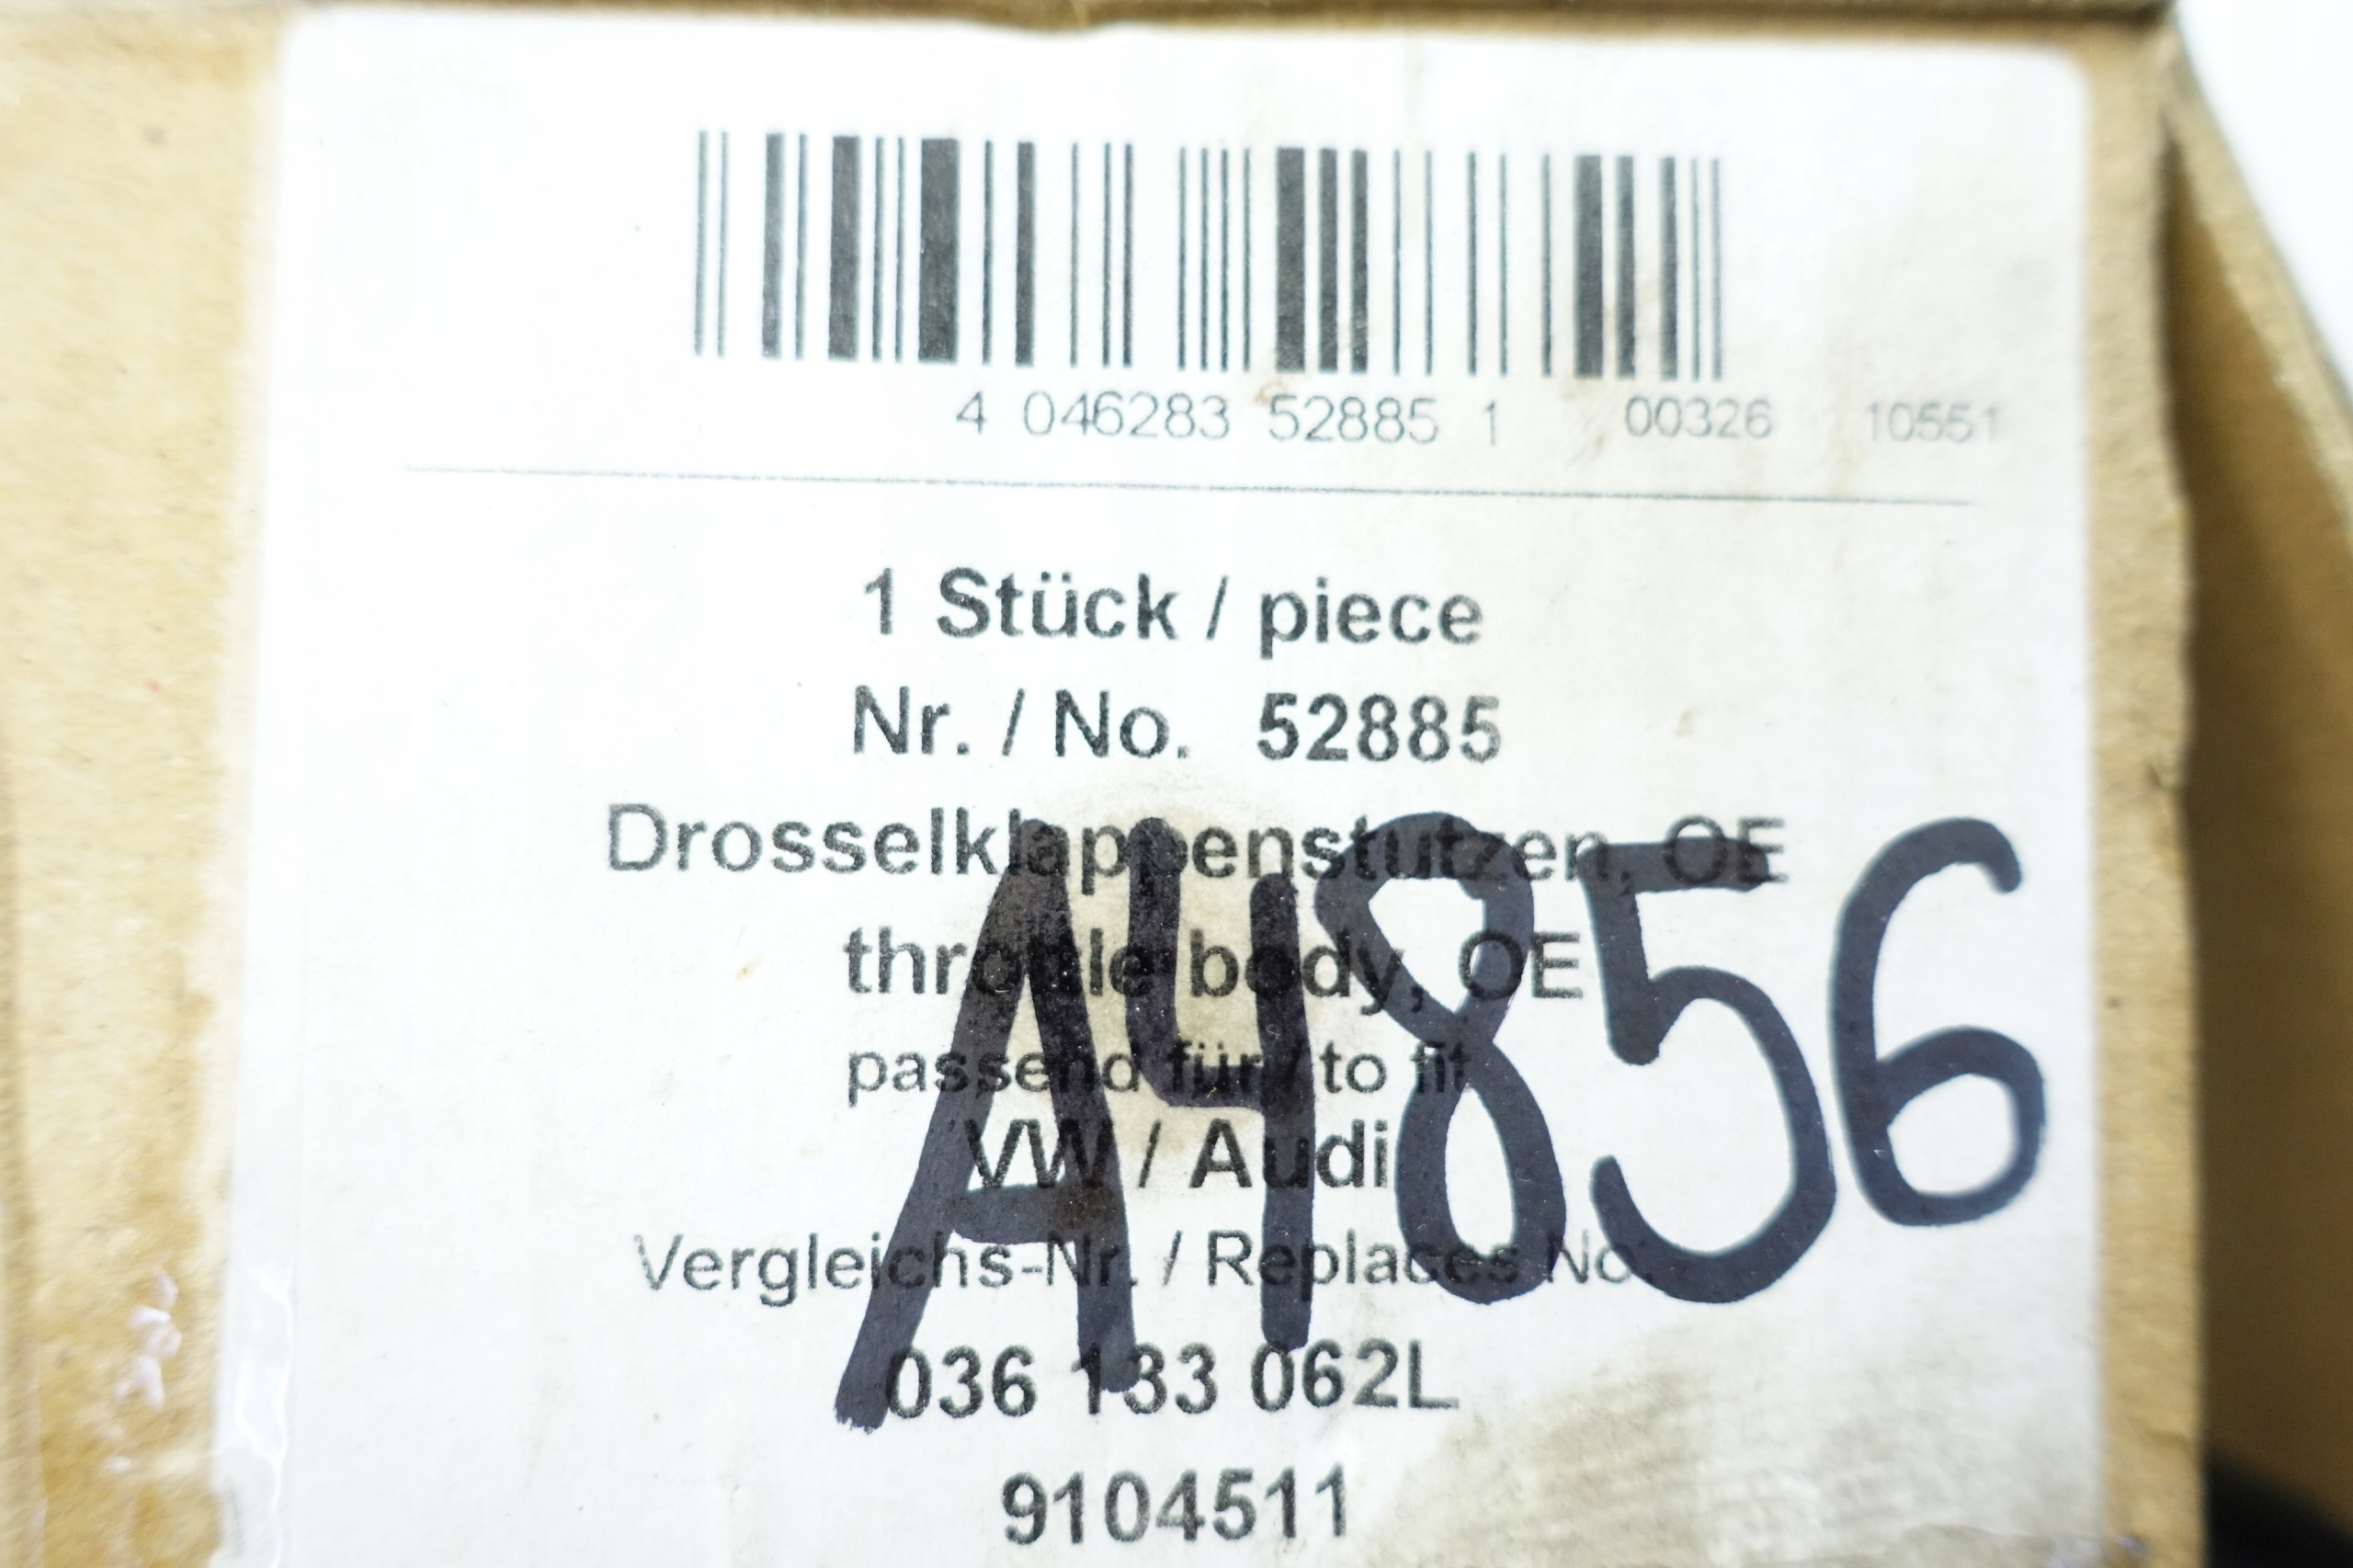 4 046283 52885 1 00326 10551
1 Stück / piece
Nr. / No. 52885
Drosselklappenstutzen, OE
throttle body, OE
A4856
passend für / to fit
VW / Audi
Vergleichs-Nr. / Replaces No
036 133 062L
9104511